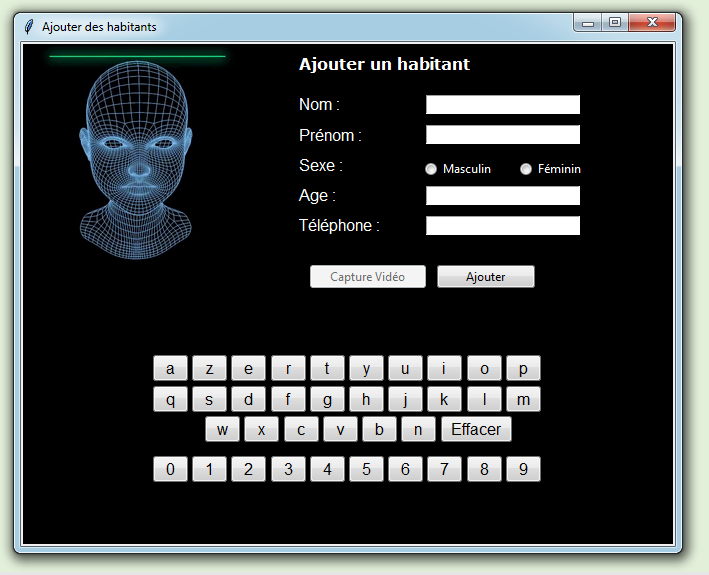 Ajouter des habitants
Ajouter un habitant
Nom :
Prénom :
Sexe : Masculin Féminin
Age :
Téléphone :
Capture Vidéo Ajouter
a z e r t y u i o p
q s d f g h j k l m
w x c v b n Effacer
0 1 2 3 4 5 6 7 8 9